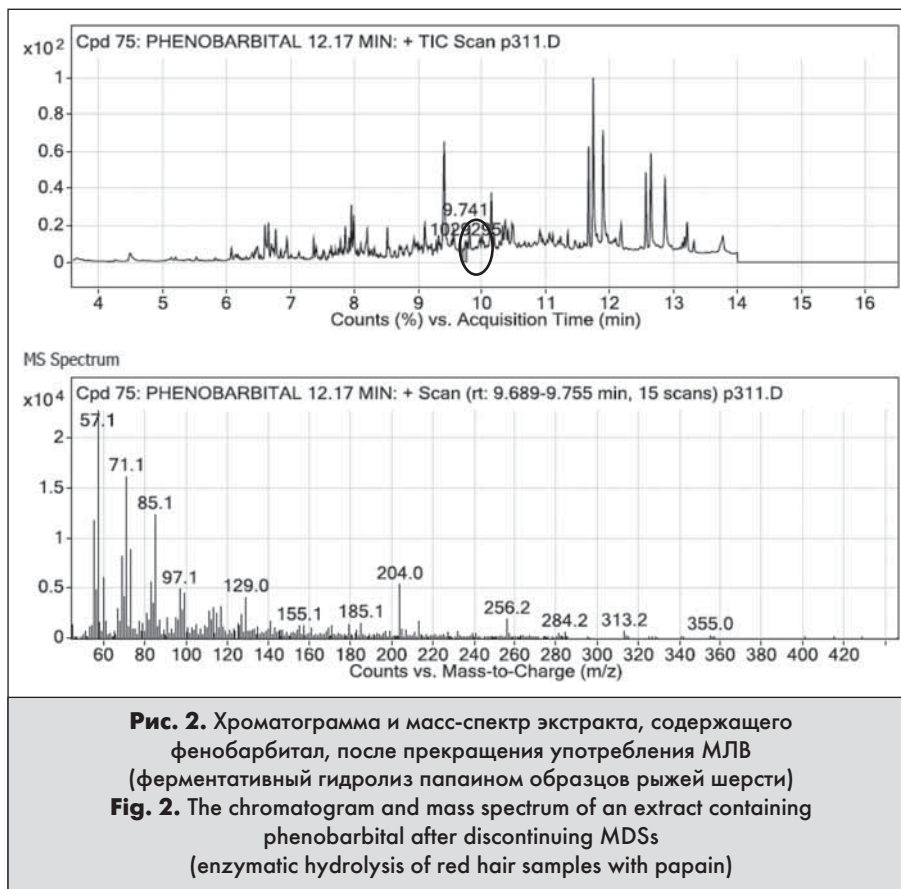 Cpd 75: PHENOBARBITAL 12.17 MIN: + TIC Scan p311.D
x10²
1
0.8
0.6
0.4
0.2
0
9.741
1029295
4 5 6 7 8 9 10 11 12 13 14 15 16
Counts (%) vs. Acquisition Time (min)
MS Spectrum
Cpd 75: PHENOBARBITAL 12.17 MIN: + Scan (rt: 9.689-9.755 min, 15 scans) p311.D
x10⁴
2
1.5
1
0.5
0
57.1
71.1
85.1
97.1
129.0
155.1
185.1
204.0
256.2
284.2
313.2
355.0
60 80 100 120 140 160 180 200 220 240 260 280 300 320 340 360 380 400 420
Counts vs. Mass-to-Charge (m/z)
Рис. 2. Хроматограмма и масс-спектр экстракта, содержащего
фенобарбитал, после прекращения употребления МЛВ
(ферментативный гидролиз папаином образцов рыжей шерсти)
Fig. 2. The chromatogram and mass spectrum of an extract containing
phenobarbital after discontinuing MDSs
(enzymatic hydrolysis of red hair samples with papain)